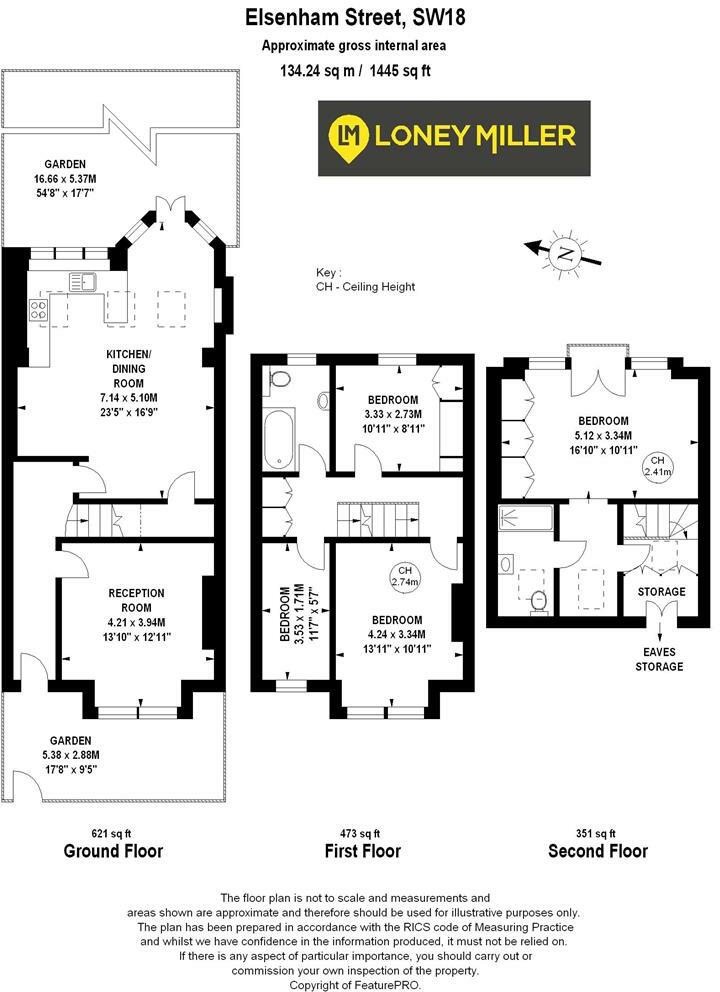 Elsenham Street, SW18
Approximate gross internal area
134.24 sq m / 1445 sq ft
LM LONEY MILLER
GARDEN
16.66 x 5.37M
54'8" x 17'7"
N
Key :
CH - Ceiling Height
KITCHEN/
DINING
ROOM
7.14 x 5.10M
23'5" x 16'9"
BEDROOM
3.33 x 2.73M
10'11" x 8'11"
BEDROOM
5.12 x 3.34M
16'10" x 10'11"
CH
2.41m
RECEPTION
ROOM
4.21 x 3.94M
13'10" x 12'11"
BEDROOM
3.53 x 1.71M
11'7" x 5'7"
CH
2.74m
BEDROOM
4.24 x 3.34M
13'11" x 10'11"
STORAGE
EAVES
STORAGE
GARDEN
5.38 x 2.88M
17'8" x 9'5"
621 sq ft
Ground Floor
473 sq ft
First Floor
351 sq ft
Second Floor
The floor plan is not to scale and measurements and
areas shown are approximate and therefore should be used for illustrative purposes only.
The plan has been prepared in accordance with the RICS code of Measuring Practice
and whilst we have confidence in the information produced, it must not be relied on.
If there is any aspect of particular importance, you should carry out or
commission your own inspection of the property.
Copyright of FeaturePRO.